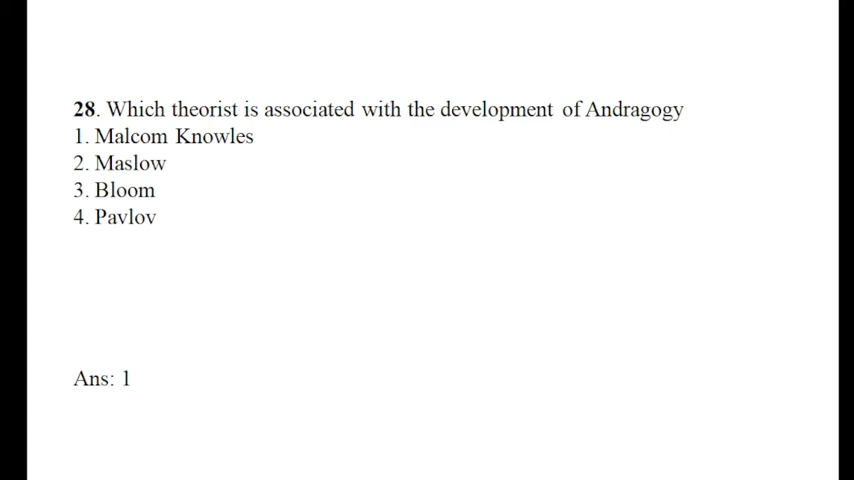 28. Which theorist is associated with the development of Andragogy
1. Malcom Knowles
2. Maslow
3. Bloom
4. Pavlov
Ans: 1